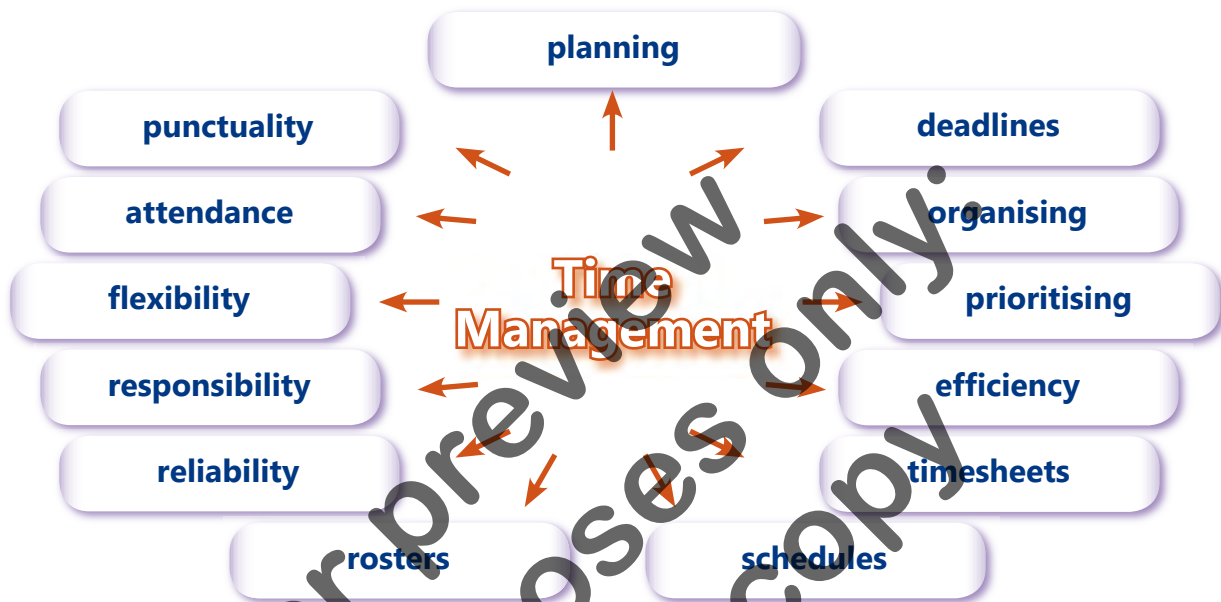 planning
punctuality
deadlines
attendance
organising
Time
Management
flexibility
prioritising
responsibility
efficiency
reliability
timesheets
rosters
schedules
preview
only.
copy